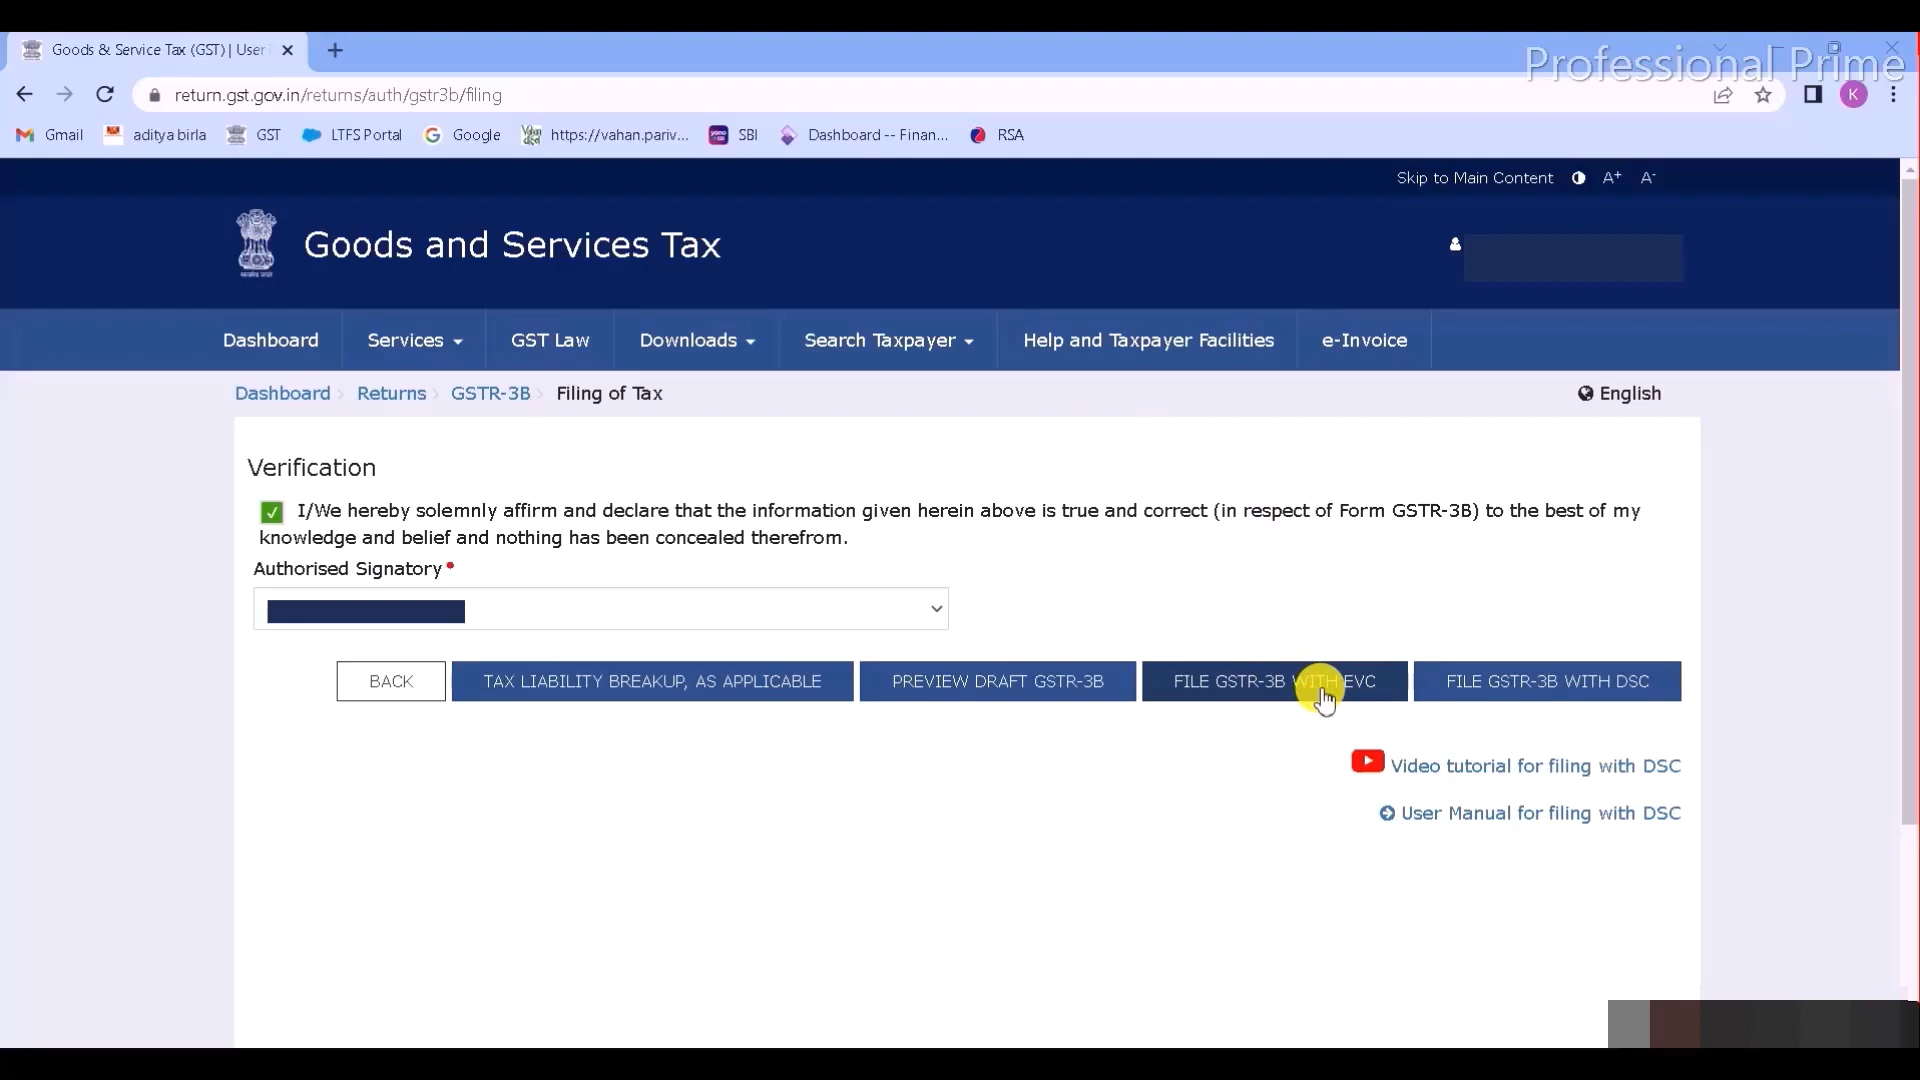 Goods & Service Tax (GST) | User
Professional Prime
return.gst.gov.in/returns/auth/gstr3b/filing
K
Gmail aditya birla GST LTFS Portal Google https://vahan.pariv... SBI Dashboard -- Finan... RSA
Skip to Main Content A+ A-
Goods and Services Tax
Dashboard Services GST Law Downloads Search Taxpayer Help and Taxpayer Facilities e-Invoice
Dashboard Returns GSTR-3B Filing of Tax English
Verification
I/We hereby solemnly affirm and declare that the information given herein above is true and correct (in respect of Form GSTR-3B) to the best of my
knowledge and belief and nothing has been concealed therefrom.
Authorised Signatory •
BACK TAX LIABILITY BREAKUP, AS APPLICABLE PREVIEW DRAFT GSTR-3B FILE GSTR-3B WITH EVC FILE GSTR-3B WITH DSC
Video tutorial for filing with DSC
User Manual for filing with DSC